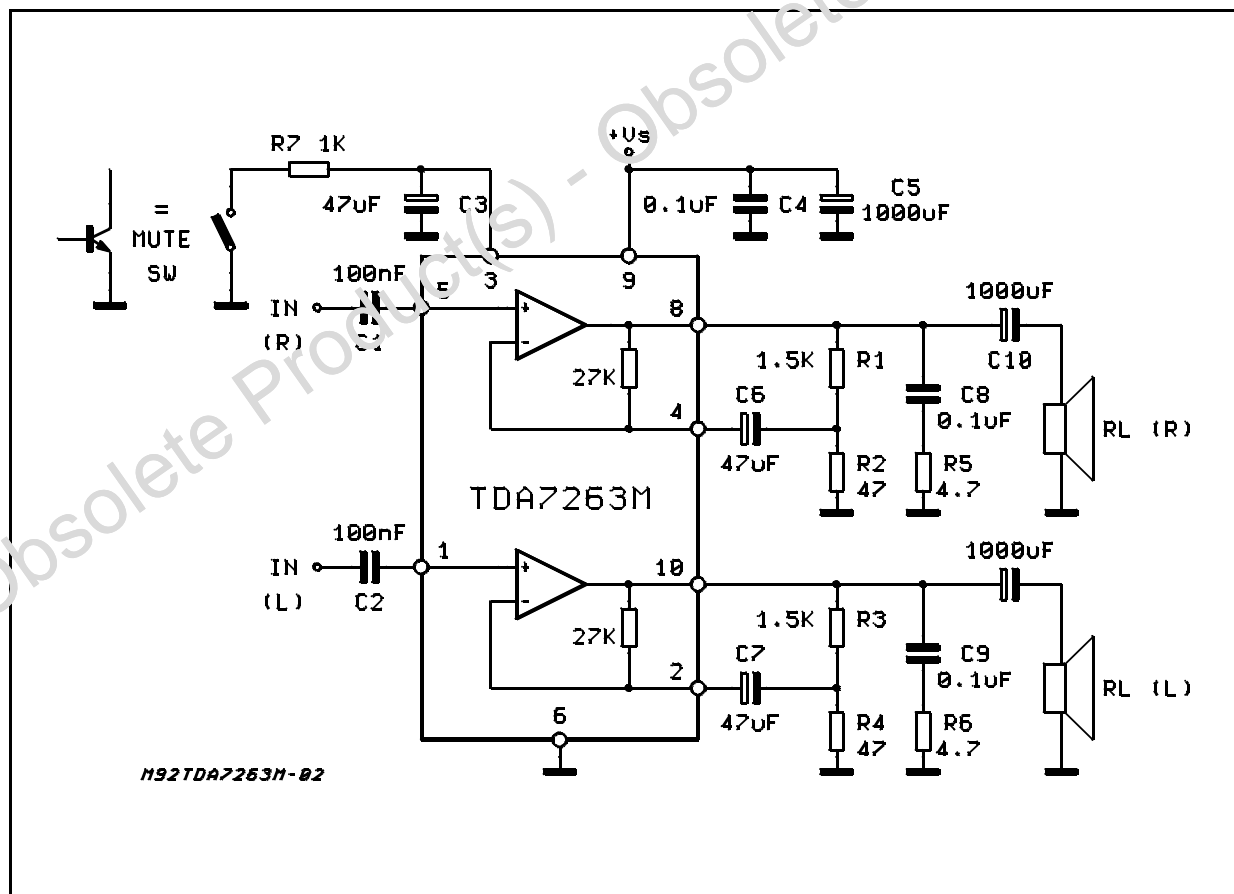 Obsolete Product(s) - Obsolete
R7 1K
+Vs
47uF
C3
0.1uF
C4
C5
1000uF
=
MUTE
SW
100nF
3
9
5
IN
(R)
C1
8
1000uF
C10
27K
1.5K
R1
4
C6
47uF
C8
0.1uF
RL (R)
R2
47
R5
4.7
TDA7263M
100nF
1
IN
(L)
C2
10
1000uF
27K
1.5K
R3
2
C7
47uF
C9
0.1uF
RL (L)
6
R4
47
R6
4.7
M92TDA7263M-02
+
-
+
-